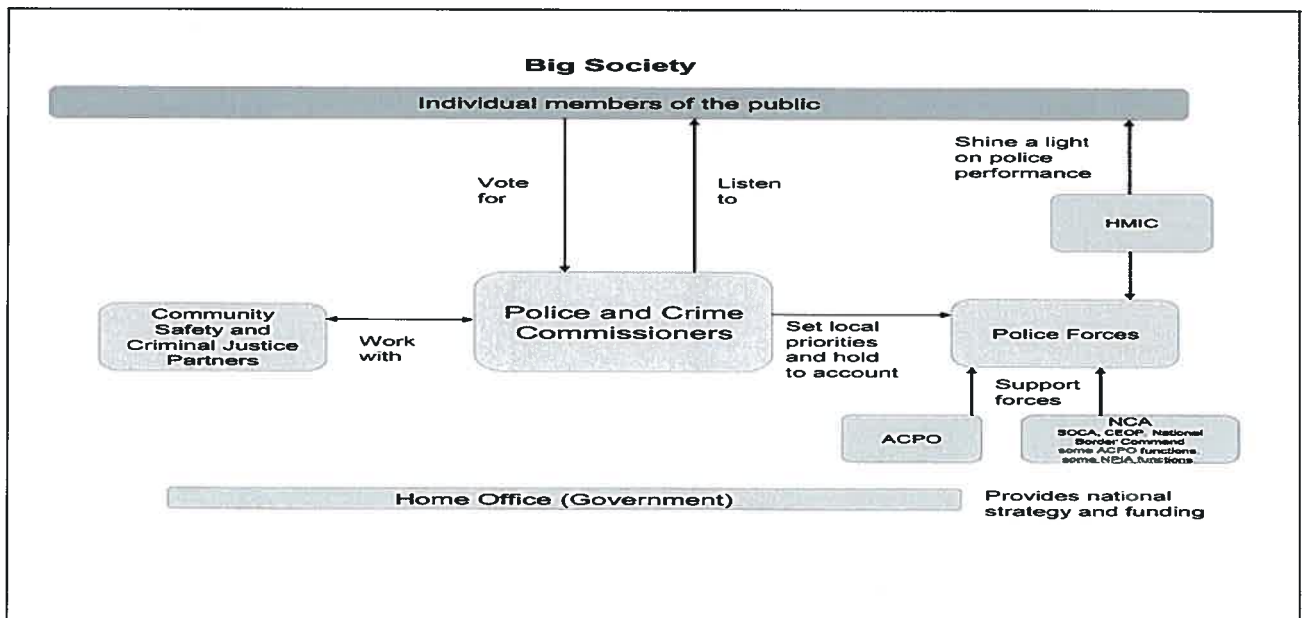 Big Society
Individual members of the public
Vote
for
Listen
to
Shine a light
on police
performance
HMIC
Community
Safety and
Criminal Justice
Partners
Work
with
Police and Crime
Commissioners
Set local
priorities
and hold
to account
Police Forces
Support
forces
ACPO
NCA
SOCA, CEOP, National
Border Command
some ACPO functions,
some NPIA functions
Home Office (Government)
Provides national
strategy and funding